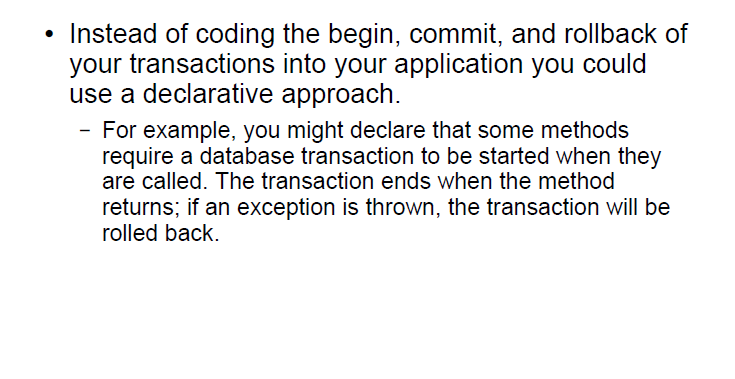 • Instead of coding the begin, commit, and rollback of
your transactions into your application you could
use a declarative approach.
– For example, you might declare that some methods
require a database transaction to be started when they
are called. The transaction ends when the method
returns; if an exception is thrown, the transaction will be
rolled back.